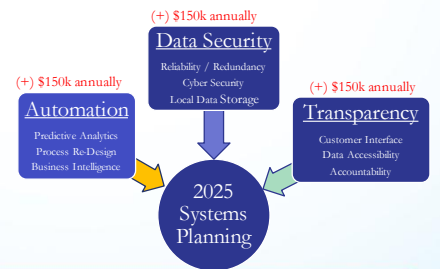 (+) $150k annually
Data Security
Reliability / Redundancy
Cyber Security
Local Data Storage
(+) $150k annually
Automation
Predictive Analytics
Process Re-Design
Business Intelligence
(+) $150k annually
Transparency
Customer Interface
Data Accessibility
Accountability
2025
Systems
Planning